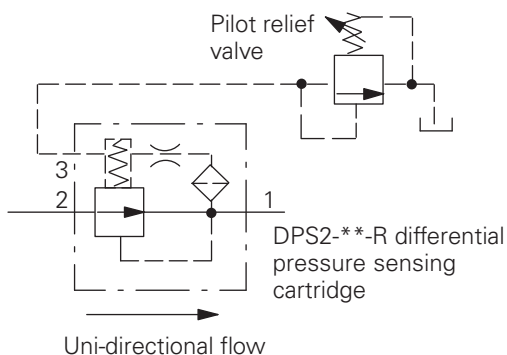 Pilot relief
valve
3
2
1
DPS2-**-R differential
pressure sensing
cartridge
Uni-directional flow